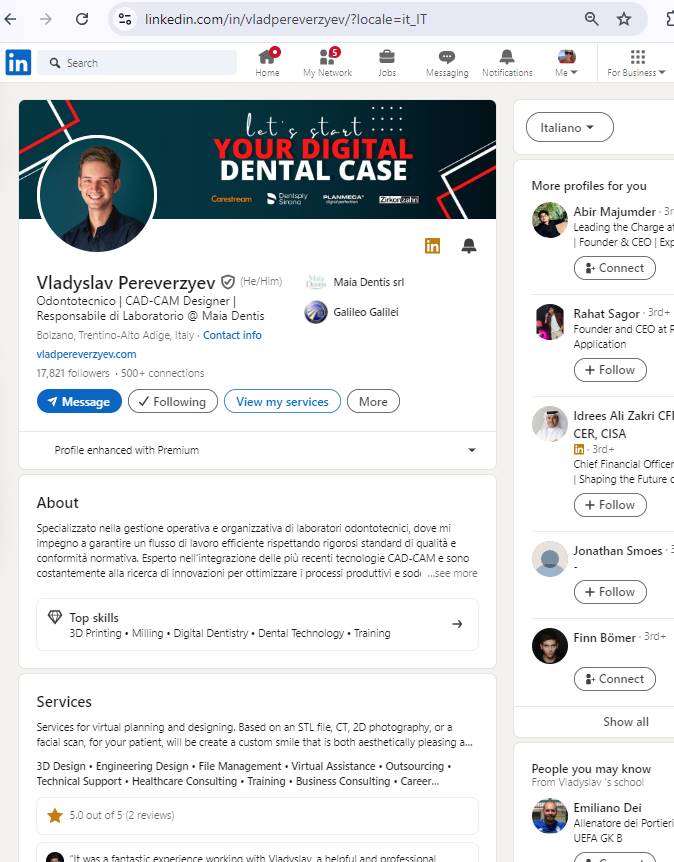 linkedin.com/in/vladpereverzyev/?locale=it_IT
in
Search
Home
5
My Network
Jobs
Messaging
Notifications
Me
For Business
let's start
YOUR DIGITAL
DENTAL CASE
Carestream
Dentsply
Sirona
PLANMECA
digital perfection
Zirkonzahn
in
Vladyslav Pereverzyev (He/Him)
Odontotecnico | CAD-CAM Designer |
Responsabile di Laboratorio @ Maia Dentis
Bolzano, Trentino-Alto Adige, Italy · Contact info
vladpereverzyev.com
17,821 followers · 500+ connections
Maia Dentis srl
Galileo Galilei
Message
Following
View my services
More
Profile enhanced with Premium
About
Specializzato nella gestione operativa e organizzativa di laboratori odontotecnici, dove mi
impegno a garantire un flusso di lavoro efficiente rispettando rigorosi standard di qualità e
conformità normativa. Esperto nell'integrazione delle più recenti tecnologie CAD-CAM e sono
costantemente alla ricerca di innovazioni per ottimizzare i processi produttivi e sod ...see more
Top skills
3D Printing • Milling • Digital Dentistry • Dental Technology • Training
Services
Services for virtual planning and designing. Based on an STL file, CT, 2D photography, or a
facial scan, for your patient, will be create a custom smile that is both aesthetically pleasing a...
3D Design • Engineering Design • File Management • Virtual Assistance • Outsourcing •
Technical Support • Healthcare Consulting • Training • Business Consulting • Career...
5.0 out of 5 (2 reviews)
"It was a fantastic experience working with Vladyslav, a helpful and professional
Italiano
More profiles for you
Abir Majumder · 3r
Leading the Charge at
| Founder & CEO | Exp
Connect
Rahat Sagor · 3rd+
Founder and CEO at R
Application
Follow
Idrees Ali Zakri CFI
CER, CISA
in · 3rd+
Chief Financial Officer
| Shaping the Future o
Follow
Jonathan Smoes · 3
-
Follow
Finn Bömer · 3rd+
Connect
Show all
People you may know
From Vladyslav 's school
Emiliano Dei
Allenatore dei Portieri
UEFA GK B